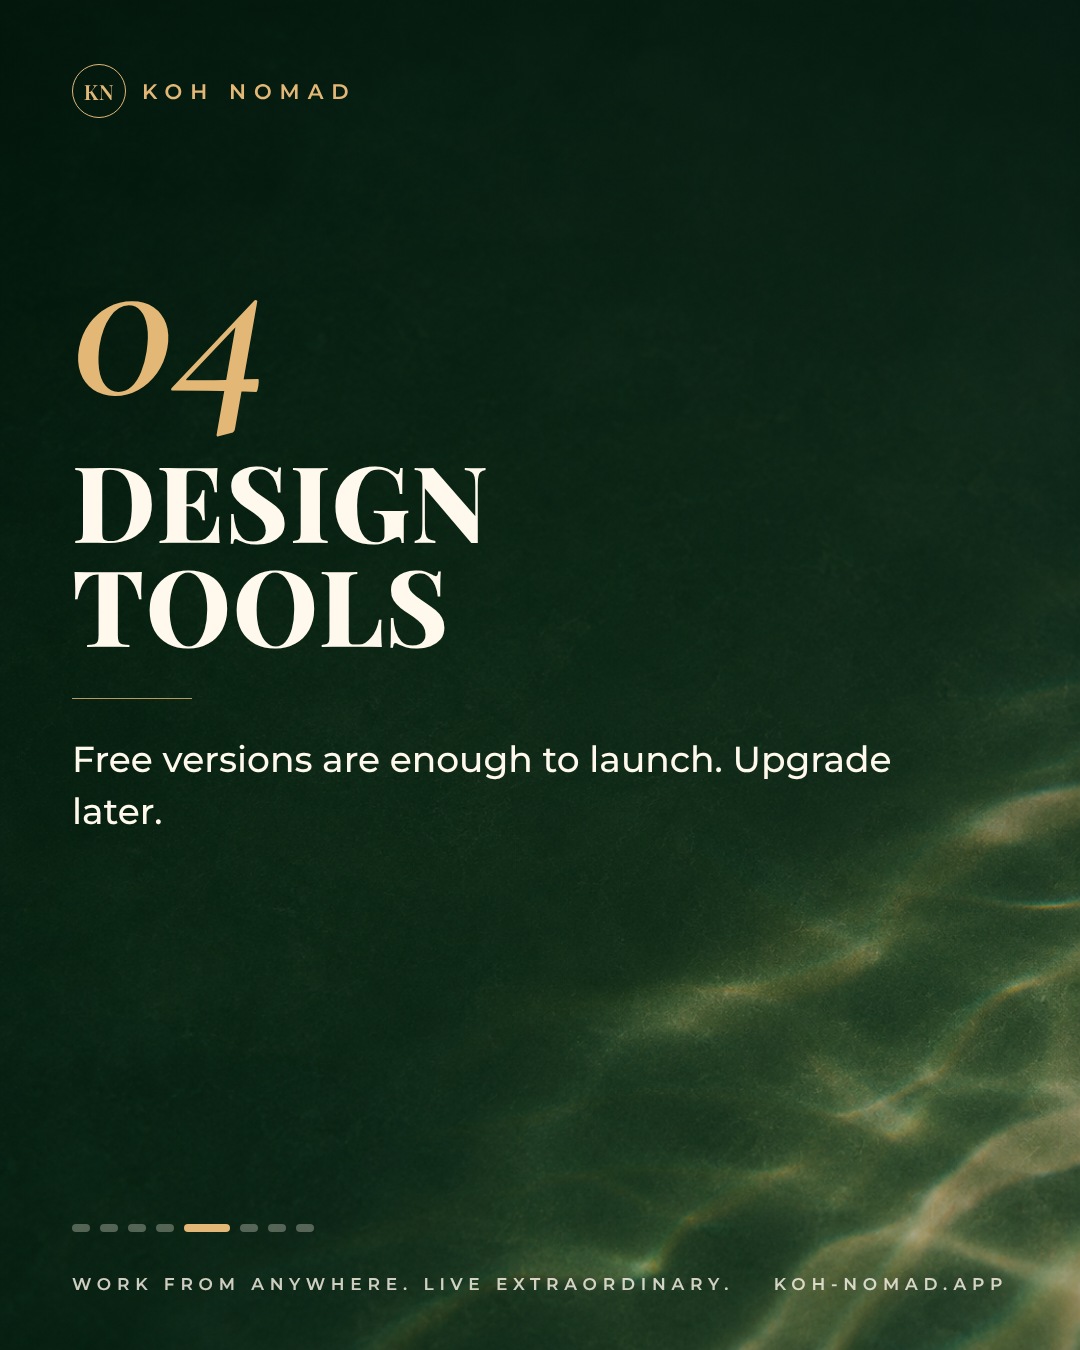 KN KOH NOMAD
04
DESIGN
TOOLS
Free versions are enough to launch. Upgrade
later.
WORK FROM ANYWHERE. LIVE EXTRAORDINARY. KOH-NOMAD.APP